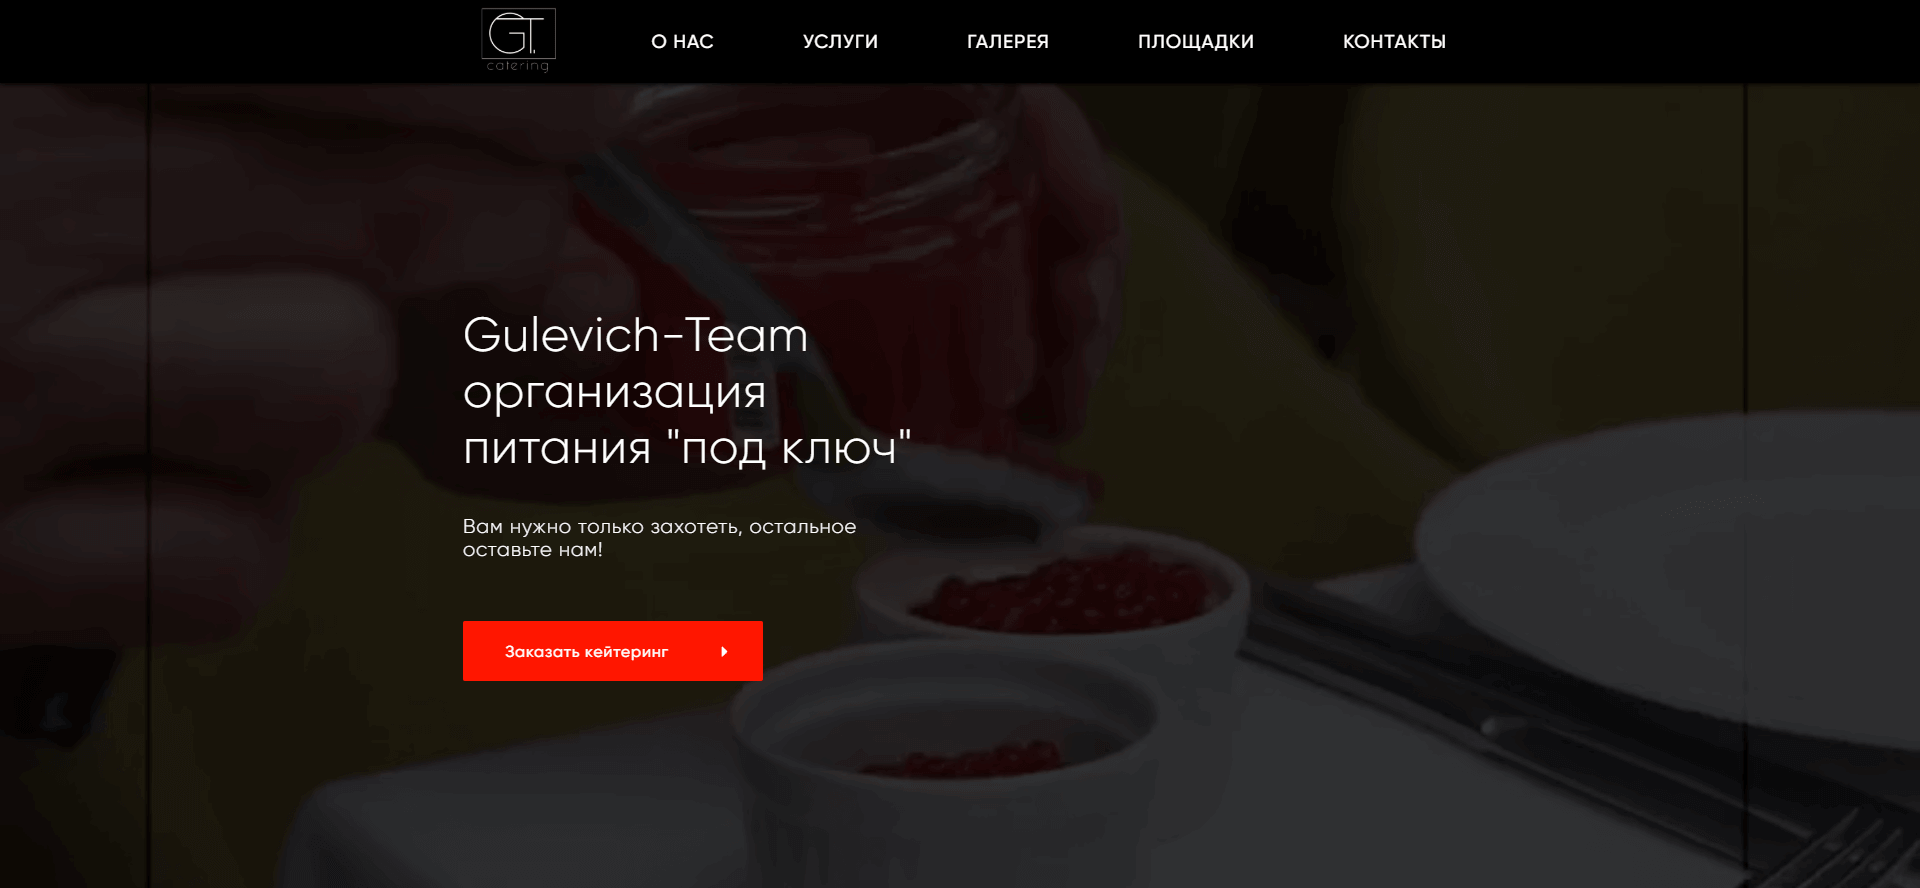 GT.
catering
О НАС
УСЛУГИ
ГАЛЕРЕЯ
ПЛОЩАДКИ
КОНТАКТЫ
Gulevich-Team
организация
питания "под ключ"
Вам нужно только захотеть, остальное
оставьте нам!
Заказать кейтеринг